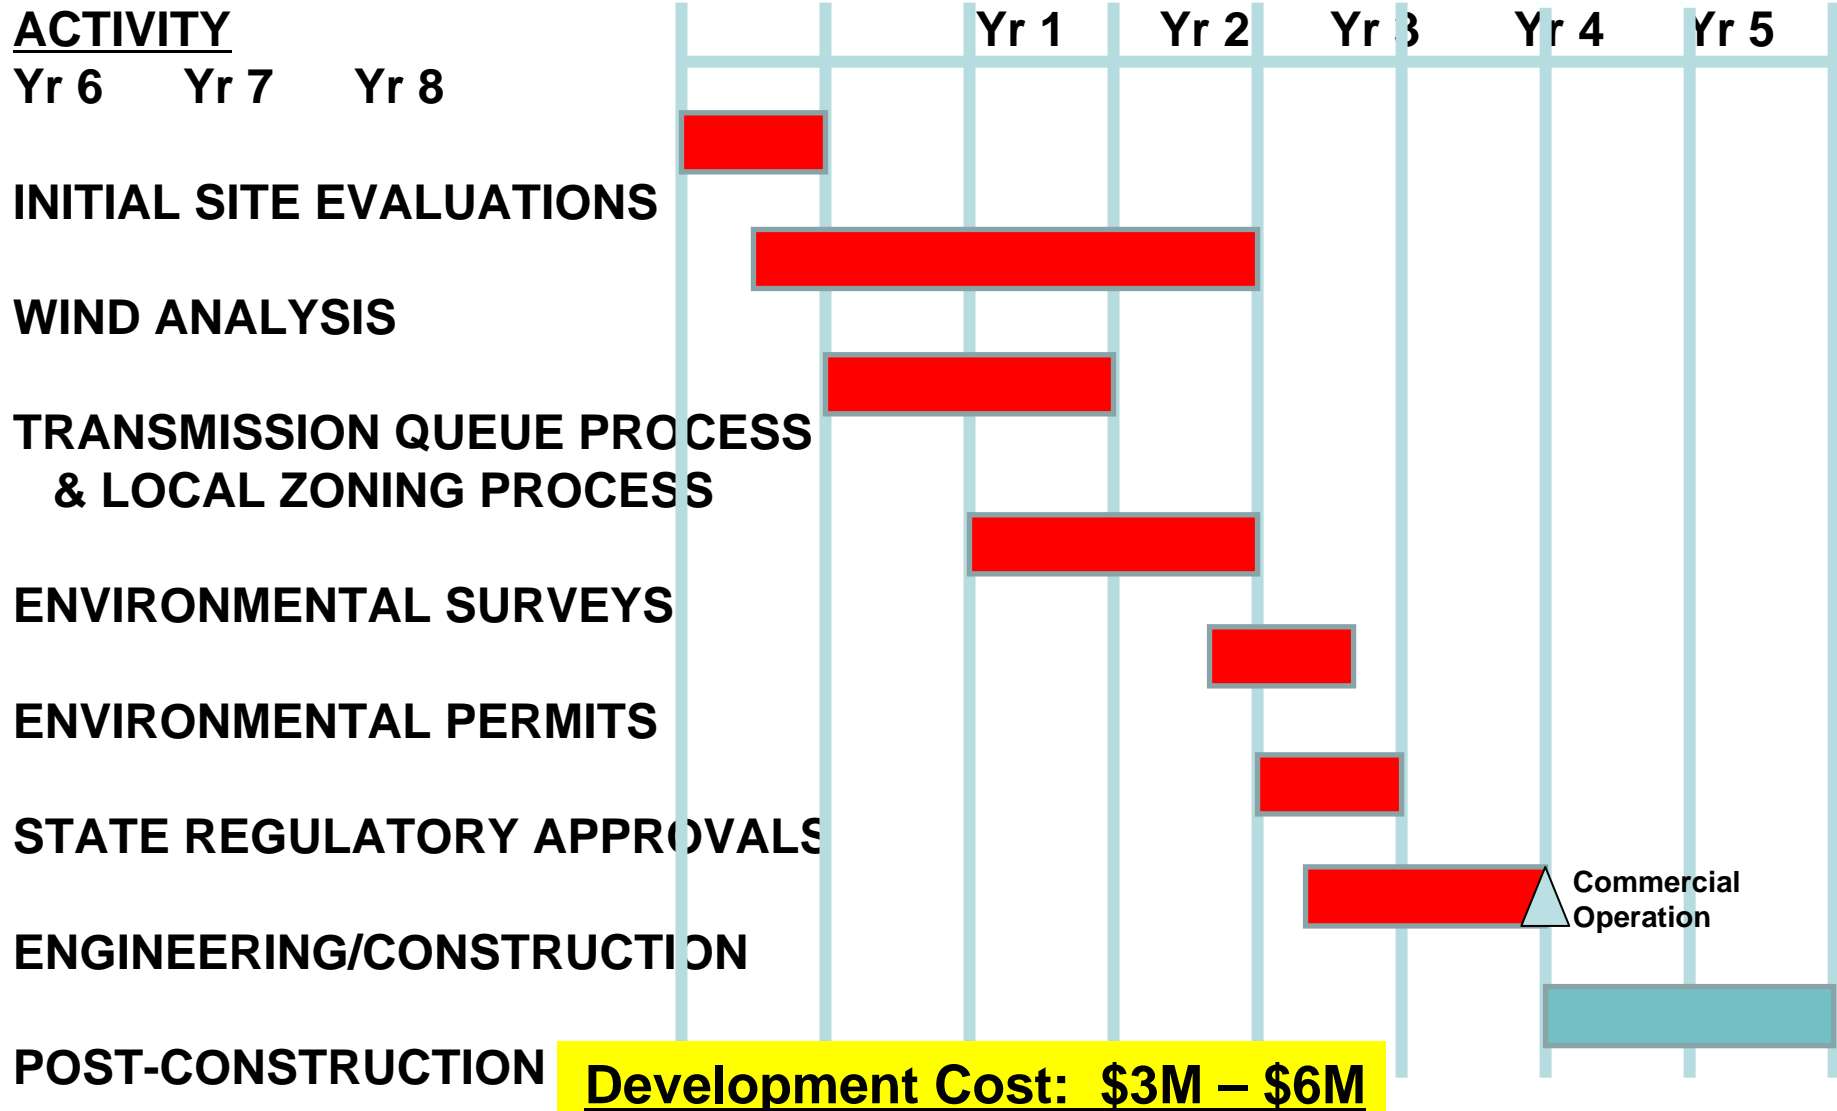 ACTIVITY Yr 1 Yr 2 Yr 3 Yr 4 Yr 5
Yr 6 Yr 7 Yr 8
INITIAL SITE EVALUATIONS
WIND ANALYSIS
TRANSMISSION QUEUE PROCESS
& LOCAL ZONING PROCESS
ENVIRONMENTAL SURVEYS
ENVIRONMENTAL PERMITS
STATE REGULATORY APPROVALS
Commercial
Operation
ENGINEERING/CONSTRUCTION
POST-CONSTRUCTION
Development Cost: $3M – $6M